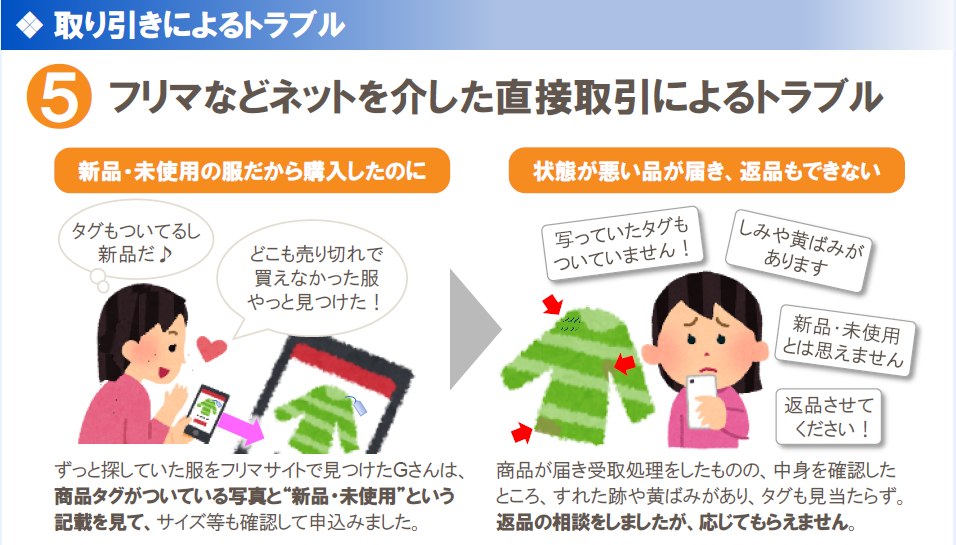 ❖ 取り引きによるトラブル
5 フリマなどネットを介した直接取引によるトラブル
新品・未使用の服だから購入したのに
タグもついてるし
新品だ♪
どこも売り切れで
買えなかった服
やっと見つけた！
ずっと探していた服をフリマサイトで見つけたGさんは、
商品タグがついている写真と“新品・未使用”という
記載を見て、サイズ等も確認して申込みました。
状態が悪い品が届き、返品もできない
写っていたタグも
ついていません！
しみや黄ばみが
あります
新品・未使用
とは思えません
返品させて
ください！
商品が届き受取処理をしたものの、中身を確認した
ところ、すれた跡や黄ばみがあり、タグも見当たらず。
返品の相談をしましたが、応じてもらえません。